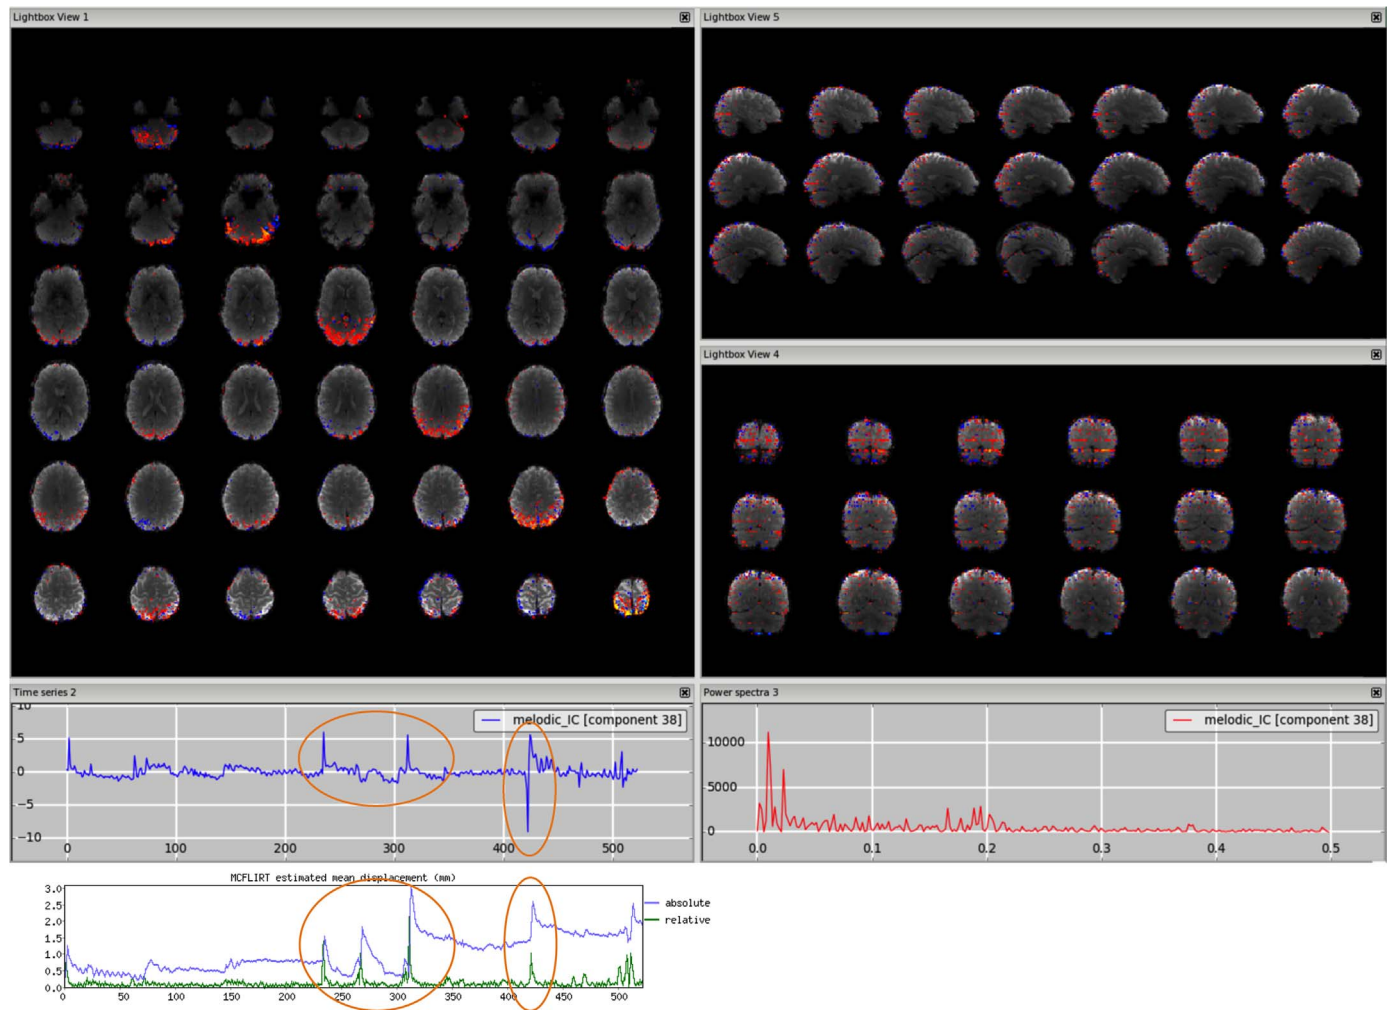 Lightbox View 1
Lightbox View 5
Lightbox View 4
Time series 2
10
5
0
−5
−10
melodic_IC [component 38]
0 100 200 300 400 500
Power spectra 3
10000
5000
0
melodic_IC [component 38]
0.0 0.1 0.2 0.3 0.4 0.5
MCFLIRT estimated mean displacement (mm)
3.0
2.5
2.0
1.5
1.0
0.5
0.0
absolute
relative
0 50 100 150 200 250 300 350 400 450 500